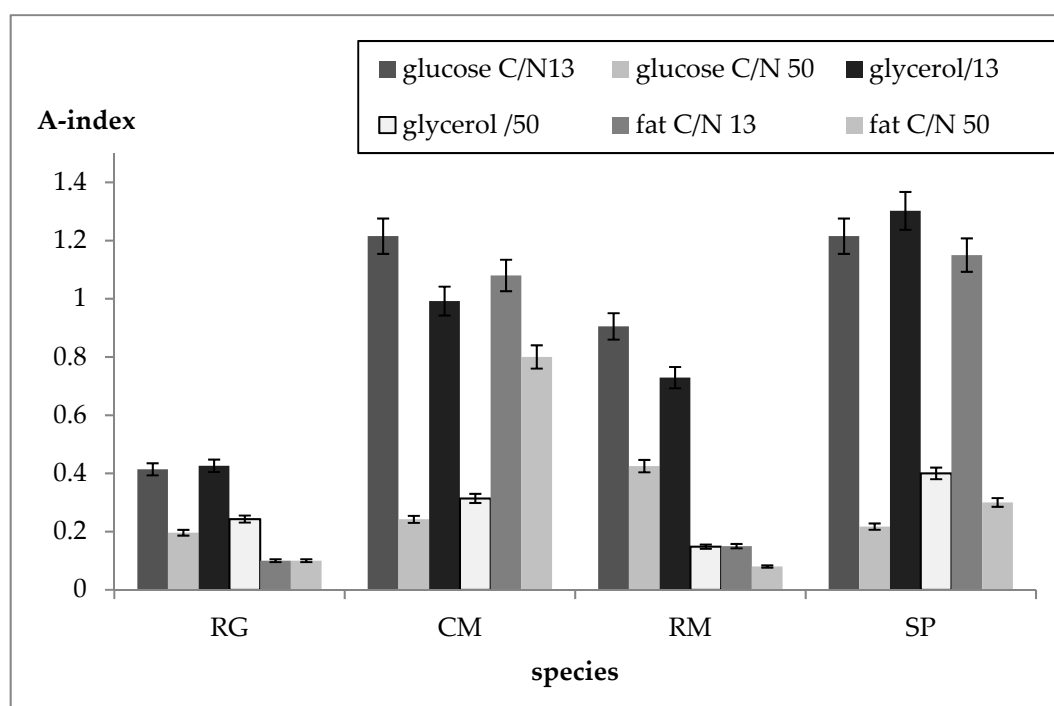 glucose C/N13 glucose C/N 50 glycerol/13
glycerol /50 fat C/N 13 fat C/N 50
A-index
1.4
1.2
1
0.8
0.6
0.4
0.2
0
RG CM RM SP
species